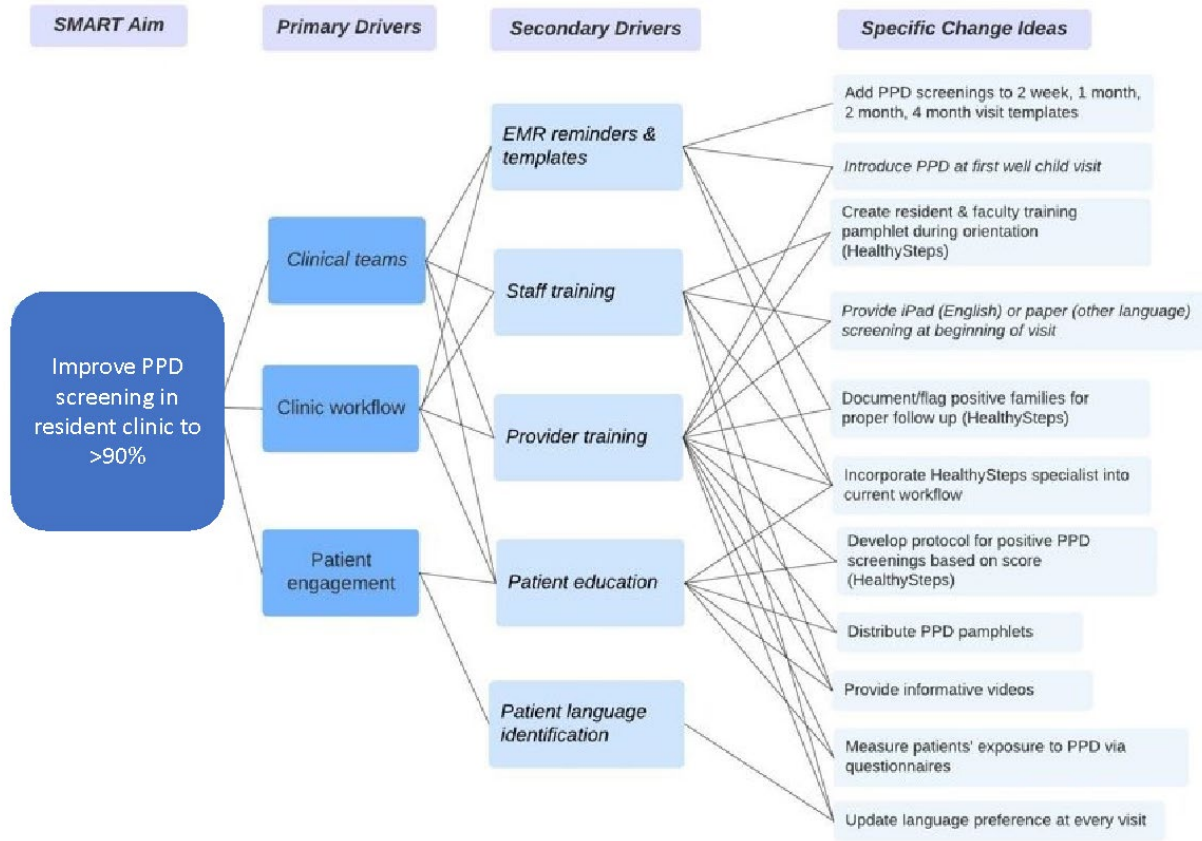 SMART Aim
Primary Drivers
Secondary Drivers
Specific Change Ideas
Improve PPD
screening in
resident clinic to
>90%
Clinical teams
Clinic workflow
Patient
engagement
EMR reminders &
templates
Staff training
Provider training
Patient education
Patient language
identification
Add PPD screenings to 2 week, 1 month,
2 month, 4 month visit templates
Introduce PPD at first well child visit
Create resident & faculty training
pamphlet during orientation
(HealthySteps)
Provide iPad (English) or paper (other language)
screening at beginning of visit
Document/flag positive families for
proper follow up (HealthySteps)
Incorporate HealthySteps specialist into
current workflow
Develop protocol for positive PPD
screenings based on score
(HealthySteps)
Distribute PPD pamphlets
Provide informative videos
Measure patients' exposure to PPD via
questionnaires
Update language preference at every visit